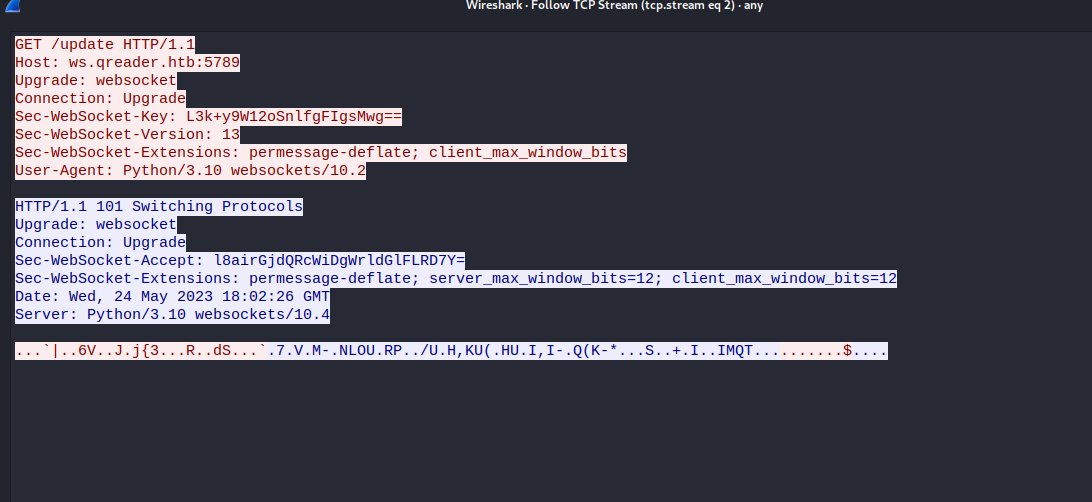 Wireshark · Follow TCP Stream (tcp.stream eq 2) · any
GET /update HTTP/1.1
Host: ws.qreader.htb:5789
Upgrade: websocket
Connection: Upgrade
Sec-WebSocket-Key: L3k+y9W12oSnlfgFIgsMwg==
Sec-WebSocket-Version: 13
Sec-WebSocket-Extensions: permessage-deflate; client_max_window_bits
User-Agent: Python/3.10 websockets/10.2
HTTP/1.1 101 Switching Protocols
Upgrade: websocket
Connection: Upgrade
Sec-WebSocket-Accept: l8airGjdQRcWiDgWrldGlFLRD7Y=
Sec-WebSocket-Extensions: permessage-deflate; server_max_window_bits=12; client_max_window_bits=12
Date: Wed, 24 May 2023 18:02:26 GMT
Server: Python/3.10 websockets/10.4
...`|..6V..J.j{3...R..dS...`.7.V.M-.NLOU.RP../U.H,KU(.HU.I,I-.Q(K-*...S..+.I..IMQT..........$....